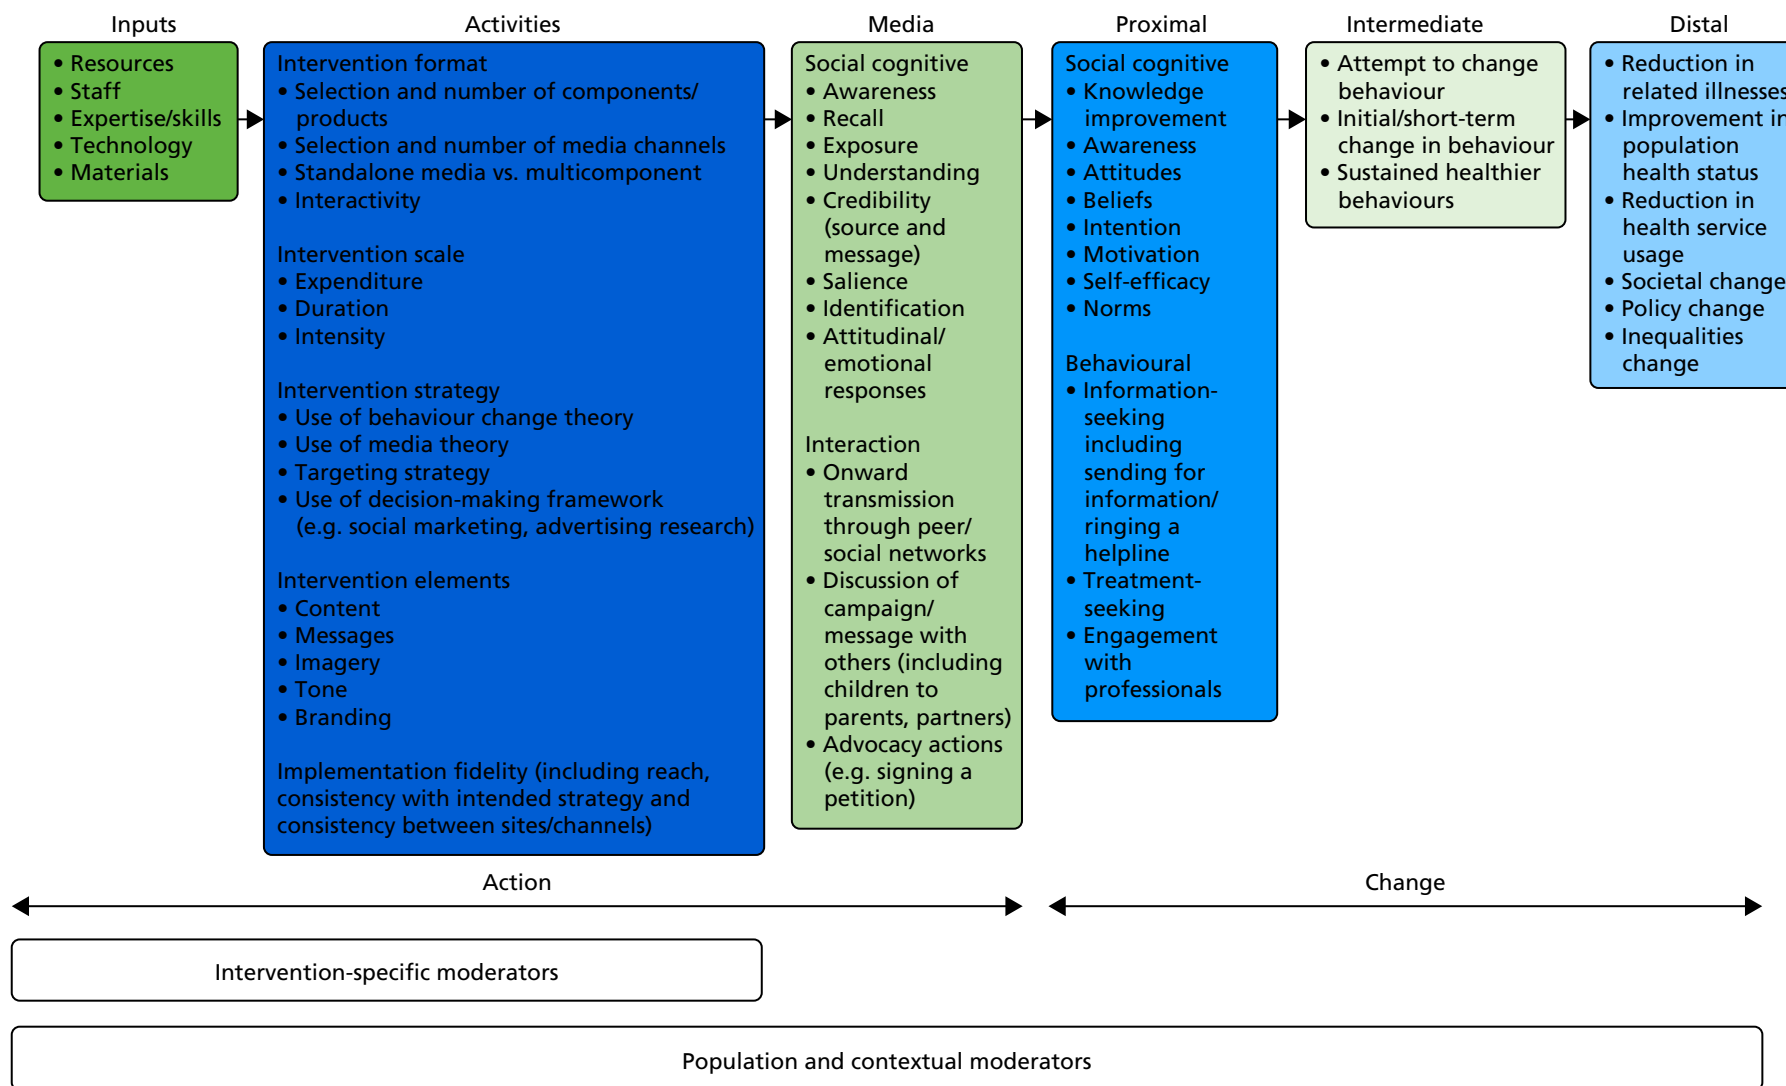 Inputs
• Resources
• Staff
• Expertise/skills
• Technology
• Materials
Activities
Intervention format
• Selection and number of components/
products
• Selection and number of media channels
• Standalone media vs. multicomponent
• Interactivity
Intervention scale
• Expenditure
• Duration
• Intensity
Intervention strategy
• Use of behaviour change theory
• Use of media theory
• Targeting strategy
• Use of decision-making framework
(e.g. social marketing, advertising research)
Intervention elements
• Content
• Messages
• Imagery
• Tone
• Branding
Implementation fidelity (including reach,
consistency with intended strategy and
consistency between sites/channels)
Media
Social cognitive
• Awareness
• Recall
• Exposure
• Understanding
• Credibility
(source and
message)
• Salience
• Identification
• Attitudinal/
emotional
responses
Interaction
• Onward
transmission
through peer/
social networks
• Discussion of
campaign/
message with
others (including
children to
parents, partners)
• Advocacy actions
(e.g. signing a
petition)
Proximal
Social cognitive
• Knowledge
improvement
• Awareness
• Attitudes
• Beliefs
• Intention
• Motivation
• Self-efficacy
• Norms
Behavioural
• Information-
seeking
including
sending for
information/
ringing a
helpline
• Treatment-
seeking
• Engagement
with
professionals
Intermediate
• Attempt to change
behaviour
• Initial/short-term
change in behaviour
• Sustained healthier
behaviours
Distal
• Reduction in
related illnesses
• Improvement in
population
health status
• Reduction in
health service
usage
• Societal change
• Policy change
• Inequalities
change
Action
Change
Intervention-specific moderators
Population and contextual moderators